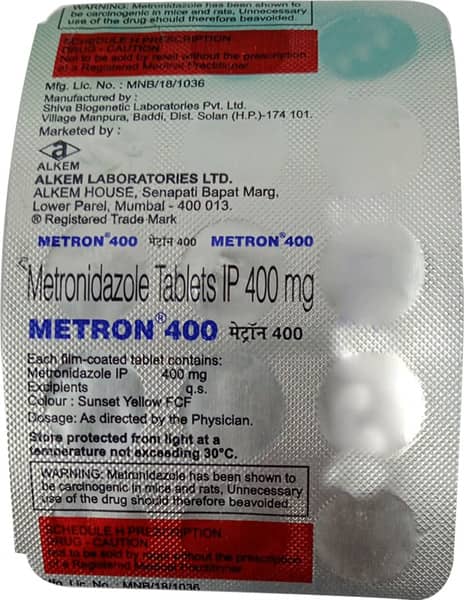 WARNING: Metronidazole has been shown to
be carcinogenic in mice and rats, Unnecessary
use of the drug should therefore beavoided.
SCHEDULE H PRESCRIPTION
DRUG - CAUTION
Not to be sold by retail without the prescription
of a Registered Medical Practitioner
Mfg. Lic. No. : MNB/18/1036
Manufactured by :
Shiva Biogenetic Laboratories Pvt. Ltd.
Village Manpura, Baddi, Dist. Solan (H.P.)-174 101.
Marketed by :
a
ALKEM
ALKEM LABORATORIES LTD.
ALKEM HOUSE, Senapati Bapat Marg,
Lower Parel, Mumbai - 400 013.
® Registered Trade Mark
METRON®400 मेट्रॉन 400 METRON®400
Metronidazole Tablets IP 400 mg
METRON®400 मेट्रॉन 400
Each film-coated tablet contains:
Metronidazole IP 400 mg
Excipients q.s.
Colour : Sunset Yellow FCF
Dosage: As directed by the Physician.
Store protected from light at a
temperature not exceeding 30°C.
WARNING: Metronidazole has been shown to
be carcinogenic in mice and rats, Unnecessary
use of the drug should therefore beavoided
SCHEDULE H PRESCRIPTION
DRUG - CAUTION
Not to be sold by retail without the prescription
of a Registered Medical Practitioner
Mfg. Lic. No. : MNB/18/1036